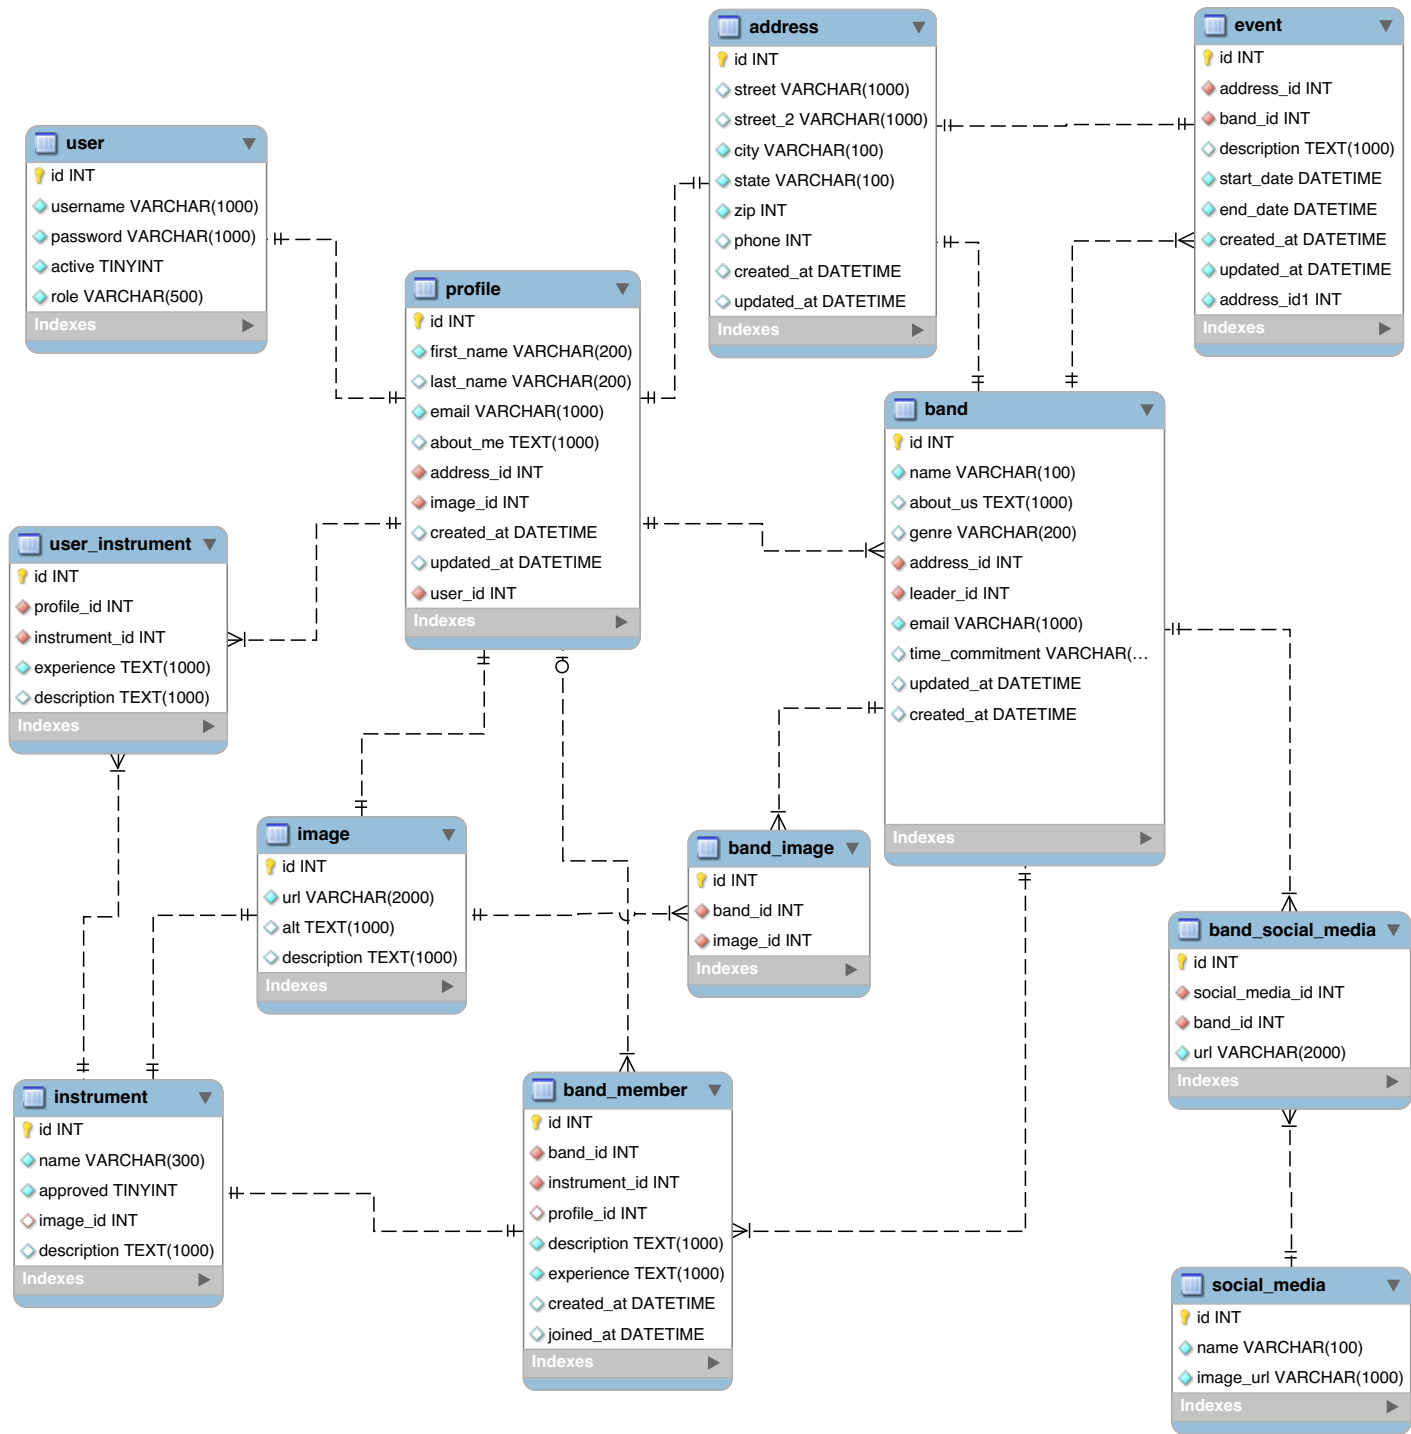 address
id INT
street VARCHAR(1000)
street_2 VARCHAR(1000)
city VARCHAR(100)
state VARCHAR(100)
zip INT
phone INT
created_at DATETIME
updated_at DATETIME
Indexes
event
id INT
address_id INT
band_id INT
description TEXT(1000)
start_date DATETIME
end_date DATETIME
created_at DATETIME
updated_at DATETIME
address_id1 INT
Indexes
user
id INT
username VARCHAR(1000)
password VARCHAR(1000)
active TINYINT
role VARCHAR(500)
Indexes
profile
id INT
first_name VARCHAR(200)
last_name VARCHAR(200)
email VARCHAR(1000)
about_me TEXT(1000)
address_id INT
image_id INT
created_at DATETIME
updated_at DATETIME
user_id INT
Indexes
band
id INT
name VARCHAR(100)
about_us TEXT(1000)
genre VARCHAR(200)
address_id INT
leader_id INT
email VARCHAR(1000)
time_commitment VARCHAR(...
updated_at DATETIME
created_at DATETIME
Indexes
user_instrument
id INT
profile_id INT
instrument_id INT
experience TEXT(1000)
description TEXT(1000)
Indexes
image
id INT
url VARCHAR(2000)
alt TEXT(1000)
description TEXT(1000)
Indexes
band_image
id INT
band_id INT
image_id INT
Indexes
band_social_media
id INT
social_media_id INT
band_id INT
url VARCHAR(2000)
Indexes
instrument
id INT
name VARCHAR(300)
approved TINYINT
image_id INT
description TEXT(1000)
Indexes
band_member
id INT
band_id INT
instrument_id INT
profile_id INT
description TEXT(1000)
experience TEXT(1000)
created_at DATETIME
joined_at DATETIME
Indexes
social_media
id INT
name VARCHAR(100)
image_url VARCHAR(1000)
Indexes